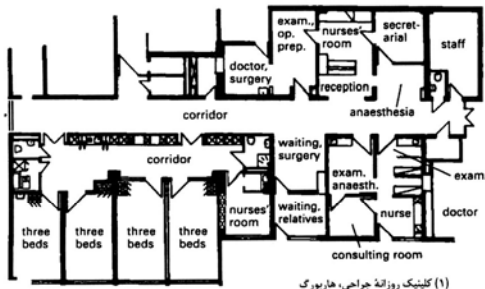 exam.,
op.
prep.
nurses'
room
secret-
arial
staff
doctor,
surgery
reception
anaesthesia
corridor
corridor
waiting,
surgery
exam.
anaesth.
exam
three
beds
three
beds
three
beds
three
beds
nurses'
room
waiting,
relatives
nurse
doctor
consulting room
(۱) کلینیک روزانهٔ جراحی، هاربورگ